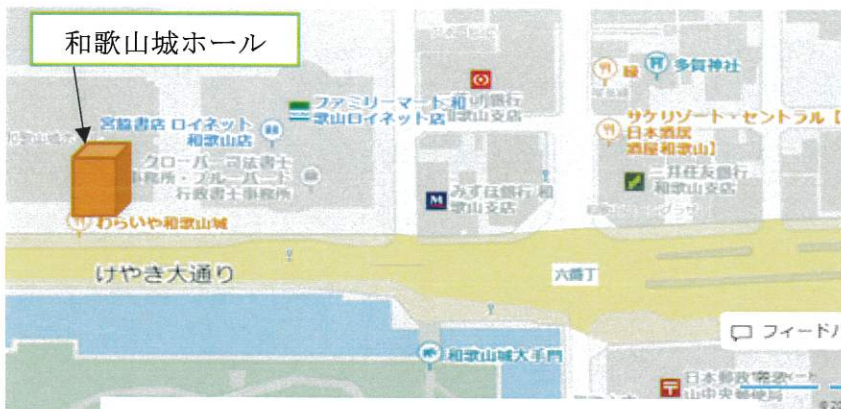 和歌山城ホール
宮脇書店 ロイネット
和歌山店
ファミリーマート 和
歌山ロイネット店
銀行
和歌山支店
縁
多賀神社
サケリゾート・セントラル【
日本酒居
酒屋和歌山】
クローバー司法書士
事務所・ブルーバード
行政書士事務所
みずほ銀行 和
歌山支店
三井住友銀行
和歌山支店
わらいや和歌山城
けやき大通り
六番丁
フィードバ
和歌山城大手門
日本郵政
山中央郵便局